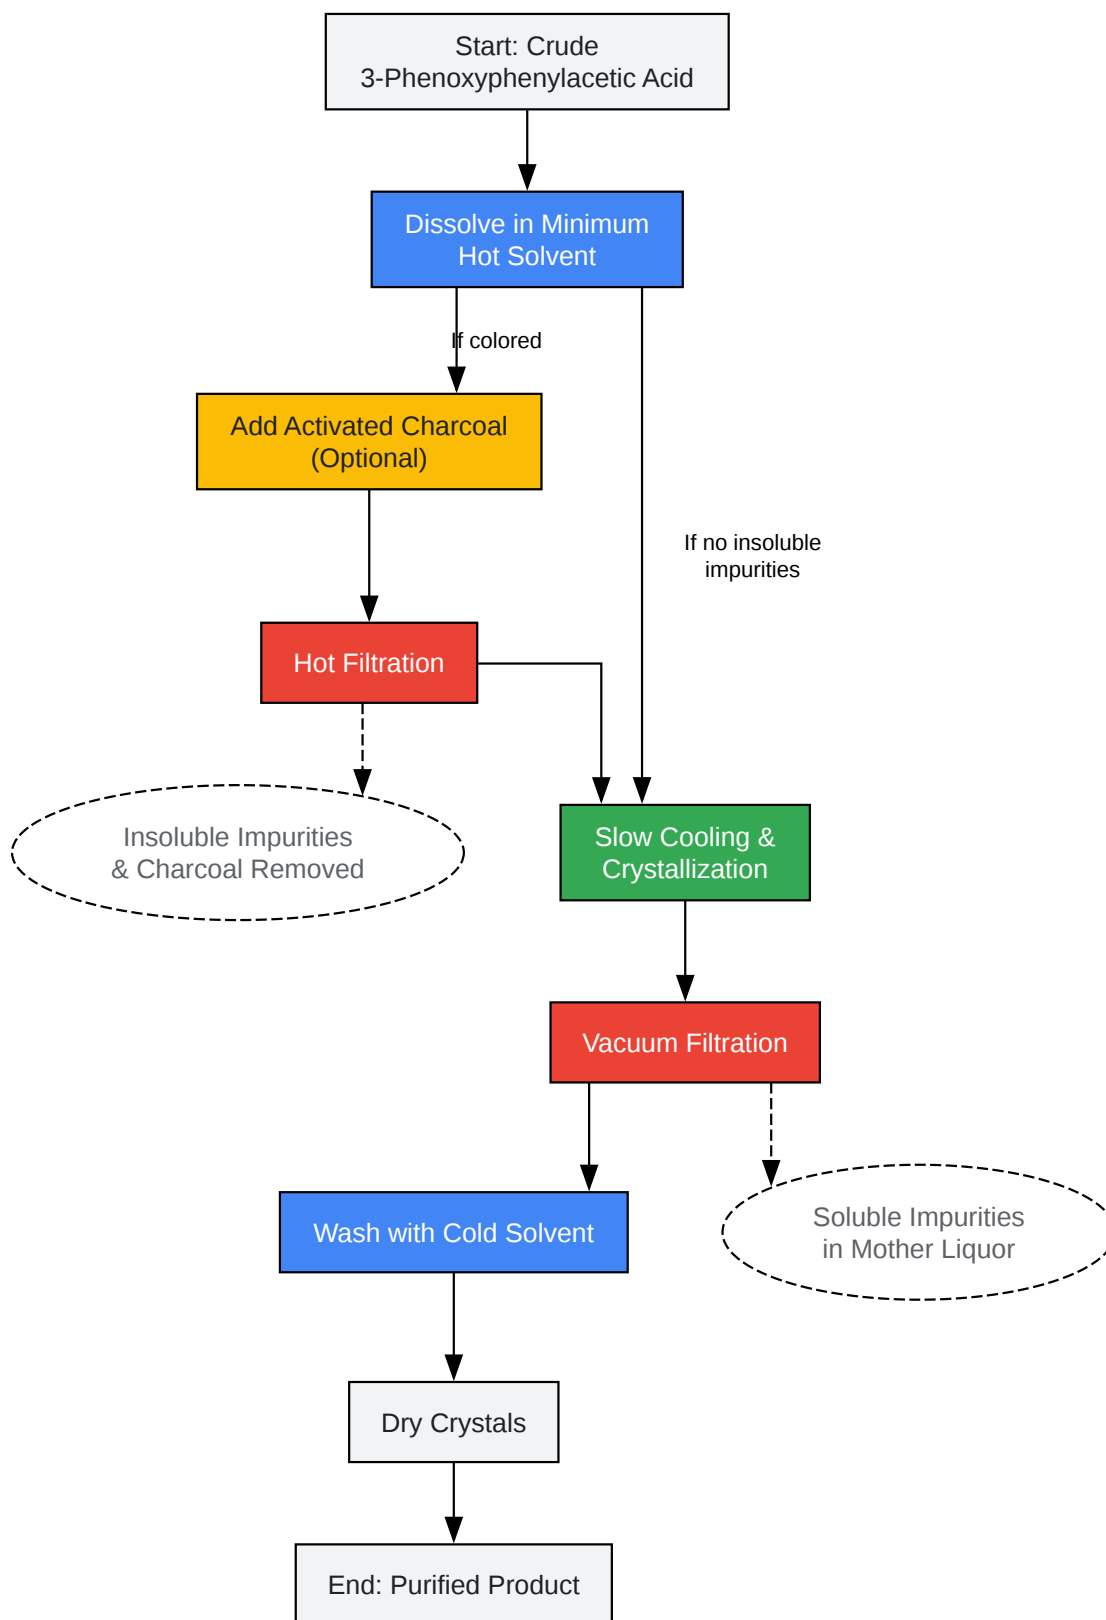 Start: Crude
3-Phenoxyphenylacetic Acid
Dissolve in Minimum
Hot Solvent
If colored
Add Activated Charcoal
(Optional)
If no insoluble
impurities
Hot Filtration
Insoluble Impurities
& Charcoal Removed
Slow Cooling &
Crystallization
Vacuum Filtration
Wash with Cold Solvent
Soluble Impurities
in Mother Liquor
Dry Crystals
End: Purified Product